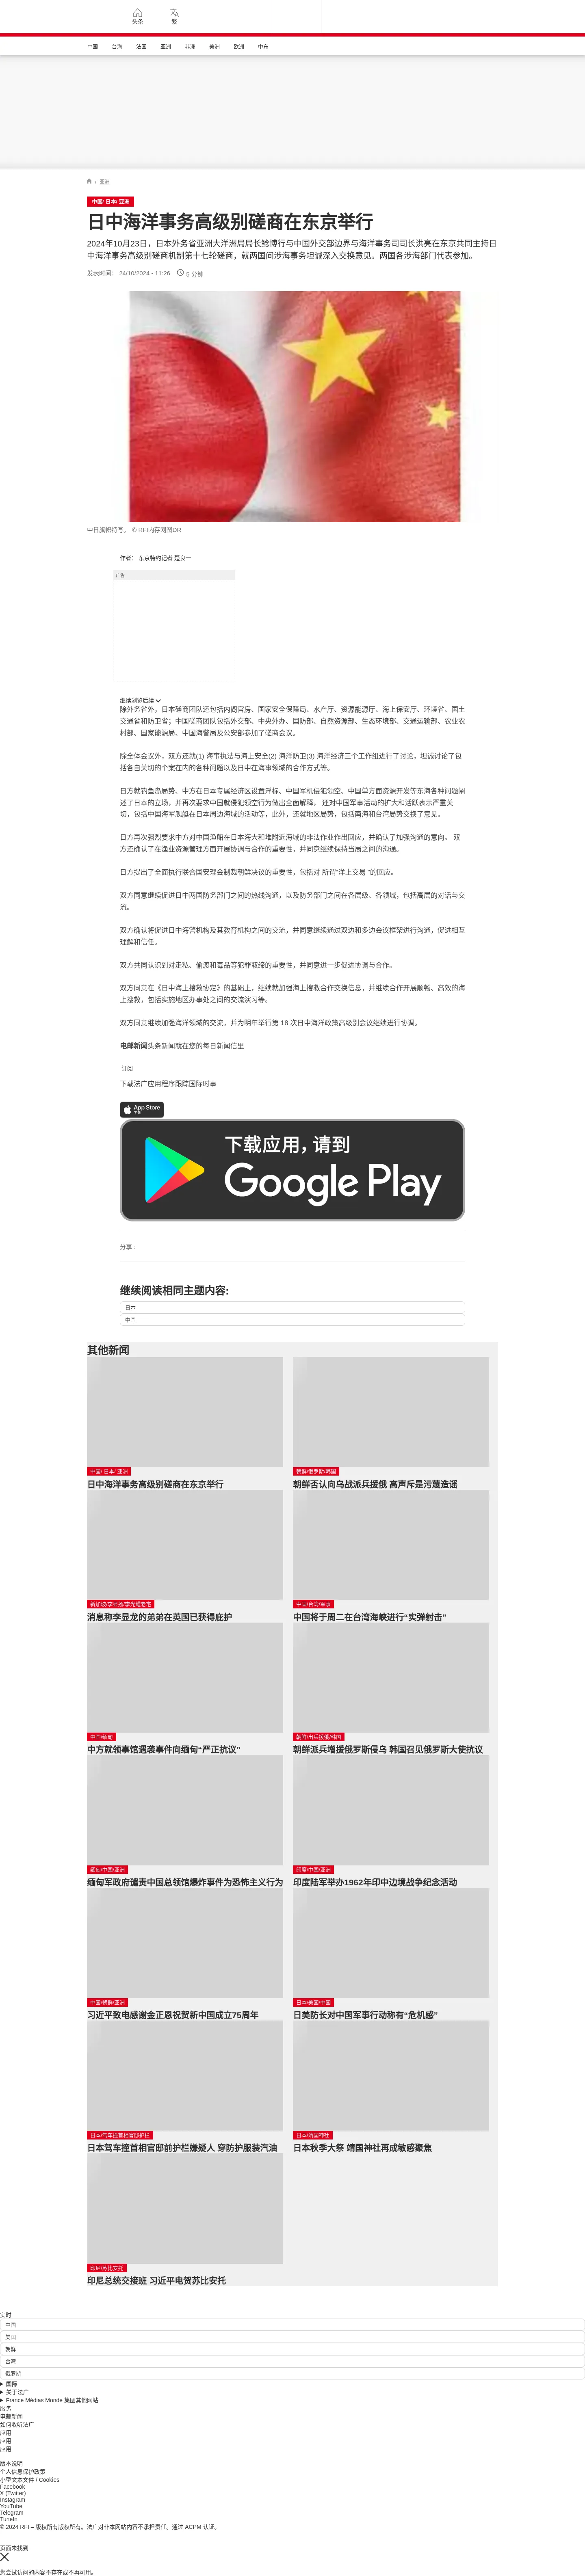 头条
繁
中国
台海
法国
亚洲
非洲
美洲
欧洲
中东
/ 亚洲
中国/ 日本/ 亚洲
日中海洋事务高级别磋商在东京举行
2024年10月23日，日本外务省亚洲大洋洲局局长鲶博行与中国外交部边界与海洋事务司司长洪亮在东京共同主持日
中海洋事务高级别磋商机制第十七轮磋商，就两国间涉海事务坦诚深入交换意见。两国各涉海部门代表参加。
发表时间： 24/10/2024 - 11:26 5 分钟
中日旗帜特写。 © RFI内存网图DR
作者： 东京特约记者 楚良一
广告
继续浏览后续
除外务省外，日本磋商团队还包括内阁官房、国家安全保障局、水产厅、资源能源厅、海上保安厅、环境省、国土
交通省和防卫省；中国磋商团队包括外交部、中央外办、国防部、自然资源部、生态环境部、交通运输部、农业农
村部、国家能源局、中国海警局及公安部参加了磋商会议。
除全体会议外，双方还就(1) 海事执法与海上安全(2) 海洋防卫(3) 海洋经济三个工作组进行了讨论，坦诚讨论了包
括各自关切的个案在内的各种问题以及日中在海事领域的合作方式等。
日方就钓鱼岛局势、中方在日本专属经济区设置浮标、中国军机侵犯领空、中国单方面资源开发等东海各种问题阐
述了日本的立场，并再次要求中国就侵犯领空行为做出全面解释， 还对中国军事活动的扩大和活跃表示严重关
切，包括中国海军舰艇在日本周边海域的活动等，此外，还就地区局势，包括南海和台湾局势交换了意见。
日方再次强烈要求中方对中国渔船在日本海大和堆附近海域的非法作业作出回应，并确认了加强沟通的意向。 双
方还确认了在渔业资源管理方面开展协调与合作的重要性，并同意继续保持当局之间的沟通。
日方提出了全面执行联合国安理会制裁朝鲜决议的重要性，包括对 所谓“洋上交易 ”的回应。
双方同意继续促进日中两国防务部门之间的热线沟通，以及防务部门之间在各层级、各领域，包括高层的对话与交
流。
双方确认将促进日中海警机构及其教育机构之间的交流，并同意继续通过双边和多边会议框架进行沟通，促进相互
理解和信任。
双方共同认识到对走私、偷渡和毒品等犯罪取缔的重要性，并同意进一步促进协调与合作。
双方同意在《日中海上搜救协定》的基础上，继续就加强海上搜救合作交换信息，并继续合作开展顺畅、高效的海
上搜救，包括实施地区办事处之间的交流演习等。
双方同意继续加强海洋领域的交流，并为明年举行第 18 次日中海洋政策高级别会议继续进行协调。
电邮新闻头条新闻就在您的每日新闻信里
订阅
下载法广应用程序跟踪国际时事
App Store
下载
下载应用，请到
Google Play
分享 :
继续阅读相同主题内容:
日本
中国
其他新闻
中国/ 日本/ 亚洲
日中海洋事务高级别磋商在东京举行
朝鲜/俄罗斯/韩国
朝鲜否认向乌战派兵援俄 高声斥是污蔑造谣
新加坡/李显扬/李光耀老宅
消息称李显龙的弟弟在英国已获得庇护
中国/台湾/军事
中国将于周二在台湾海峡进行“实弹射击”
中国/缅甸
中方就领事馆遇袭事件向缅甸“严正抗议”
朝鲜/出兵援俄/韩国
朝鲜派兵增援俄罗斯侵乌 韩国召见俄罗斯大使抗议
缅甸/中国/亚洲
缅甸军政府谴责中国总领馆爆炸事件为恐怖主义行为
印度/中国/亚洲
印度陆军举办1962年印中边境战争纪念活动
中国/朝鲜/亚洲
习近平致电感谢金正恩祝贺新中国成立75周年
日本/美国/中国
日美防长对中国军事行动称有“危机感”
日本/驾车撞首相官邸护栏
日本驾车撞首相官邸前护栏嫌疑人 穿防护服装汽油
日本/靖国神社
日本秋季大祭 靖国神社再成敏感聚焦
印尼/苏比安托
印尼总统交接班 习近平电贺苏比安托
实时
中国
美国
朝鲜
台湾
俄罗斯
国际
关于法广
France Médias Monde 集团其他网站
服务
电邮新闻
如何收听法广
应用
应用
应用
版本说明
个人信息保护政策
小型文本文件 / Cookies
Facebook
X (Twitter)
Instagram
YouTube
Telegram
TuneIn
© 2024 RFI – 版权所有版权所有。法广对非本网站内容不承担责任。通过 ACPM 认证。
页面未找到
您尝试访问的内容不存在或不再可用。